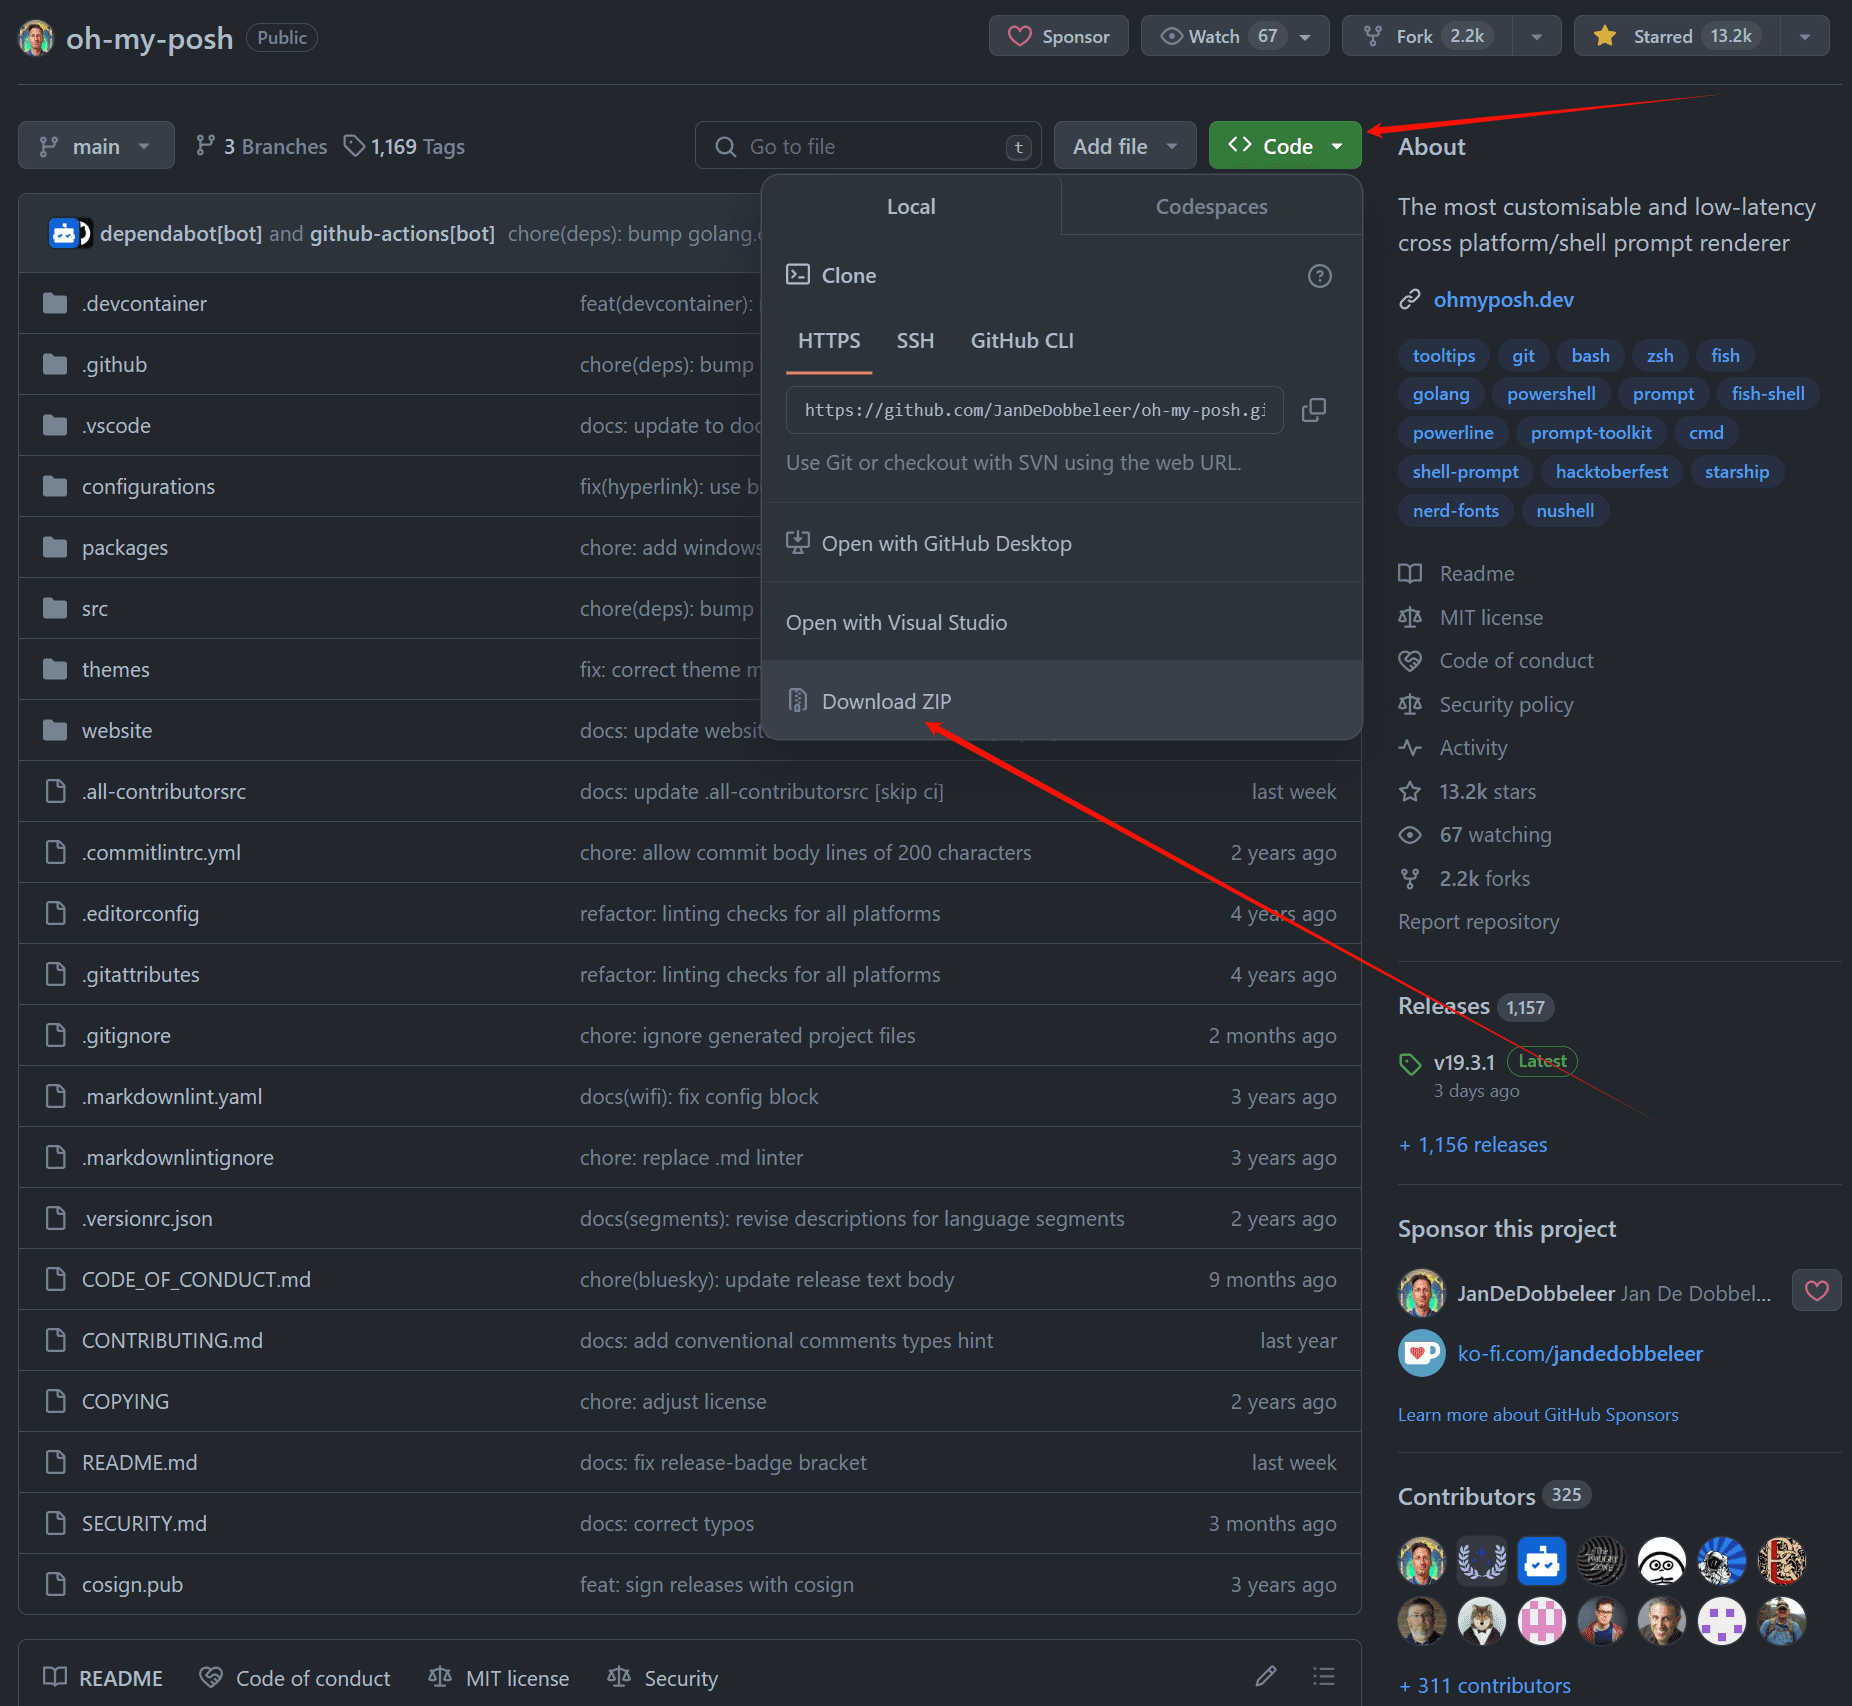 oh-my-posh Public
Sponsor
Watch 67
Fork 2.2k
Starred 13.2k
main
3 Branches
1,169 Tags
Go to file
t
Add file
Code
Local
Codespaces
Clone
HTTPS
SSH
GitHub CLI
https://github.com/JanDeDobbeleer/oh-my-posh.gi
Use Git or checkout with SVN using the web URL.
Open with GitHub Desktop
Open with Visual Studio
Download ZIP
dependabot[bot] and github-actions[bot] chore(deps): bump golang.
.devcontainer feat(devcontainer):
.github chore(deps): bump
.vscode docs: update to doc
configurations fix(hyperlink): use b
packages chore: add windows
src chore(deps): bump
themes fix: correct theme m
website docs: update websit
.all-contributorsrc docs: update .all-contributorsrc [skip ci] last week
.commitlintrc.yml chore: allow commit body lines of 200 characters 2 years ago
.editorconfig refactor: linting checks for all platforms 4 years ago
.gitattributes refactor: linting checks for all platforms 4 years ago
.gitignore chore: ignore generated project files 2 months ago
.markdownlint.yaml docs(wifi): fix config block 3 years ago
.markdownlintignore chore: replace .md linter 3 years ago
.versionrc.json docs(segments): revise descriptions for language segments 2 years ago
CODE_OF_CONDUCT.md chore(bluesky): update release text body 9 months ago
CONTRIBUTING.md docs: add conventional comments types hint last year
COPYING chore: adjust license 2 years ago
README.md docs: fix release-badge bracket last week
SECURITY.md docs: correct typos 3 months ago
cosign.pub feat: sign releases with cosign 3 years ago
README
Code of conduct
MIT license
Security
About
The most customisable and low-latency
cross platform/shell prompt renderer
ohmyposh.dev
tooltips git bash zsh fish
golang powershell prompt fish-shell
powerline prompt-toolkit cmd
shell-prompt hacktoberfest starship
nerd-fonts nushell
Readme
MIT license
Code of conduct
Security policy
Activity
13.2k stars
67 watching
2.2k forks
Report repository
Releases 1,157
v19.3.1 Latest
3 days ago
+ 1,156 releases
Sponsor this project
JanDeDobbeleer Jan De Dobbel...
ko-fi.com/jandedobbeleer
Learn more about GitHub Sponsors
Contributors 325
+ 311 contributors